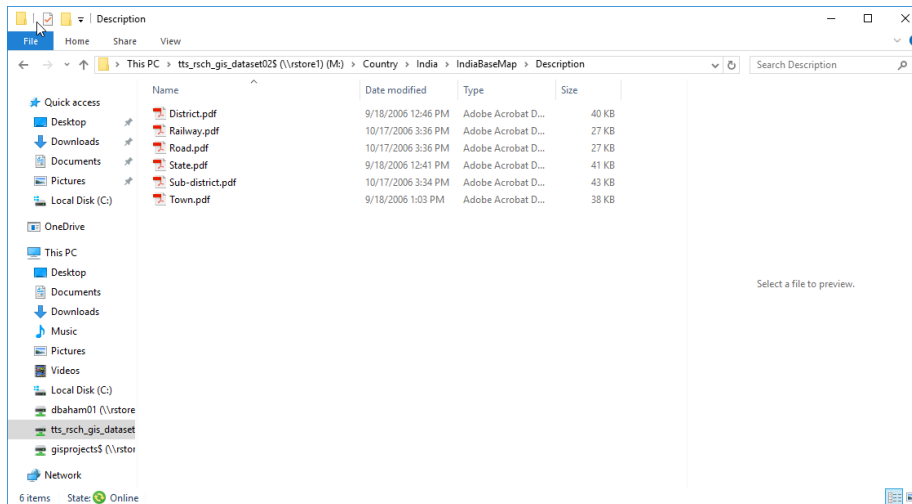 Description
File Home Share View
This PC > tts_rsch_gis_dataset02$ (\\rstore1) (M:) > Country > India > IndiaBaseMap > Description
Search Description
Name Date modified Type Size
Quick access
Desktop
Downloads
Documents
Pictures
Local Disk (C:)
OneDrive
This PC
Desktop
Documents
Downloads
Music
Pictures
Videos
Local Disk (C:)
dbaham01 (\\rstore
tts_rsch_gis_dataset
gisprojects$ (\\rstor
Network
District.pdf 9/18/2006 12:46 PM Adobe Acrobat D... 40 KB
Railway.pdf 10/17/2006 3:36 PM Adobe Acrobat D... 27 KB
Road.pdf 10/17/2006 3:36 PM Adobe Acrobat D... 27 KB
State.pdf 9/18/2006 12:41 PM Adobe Acrobat D... 41 KB
Sub-district.pdf 10/17/2006 3:34 PM Adobe Acrobat D... 43 KB
Town.pdf 9/18/2006 1:03 PM Adobe Acrobat D... 38 KB
Select a file to preview.
6 items State: Online